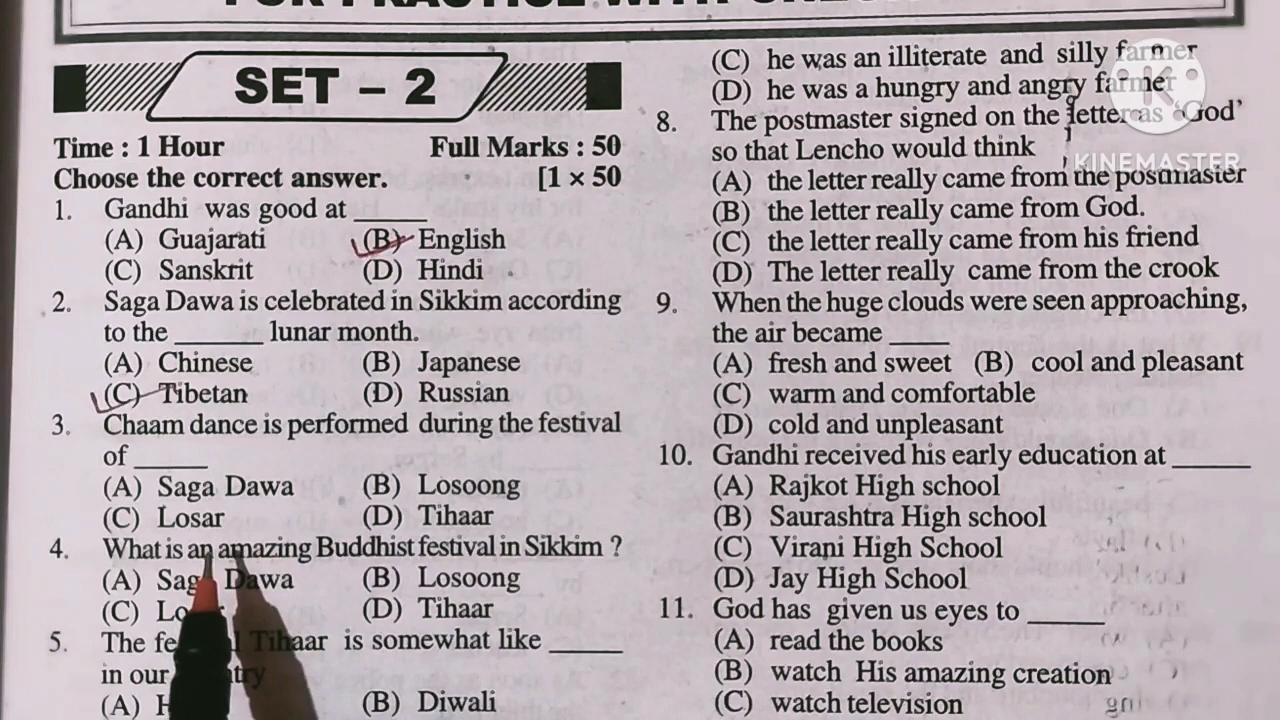 SET – 2
Time : 1 Hour Full Marks : 50
Choose the correct answer. [1 × 50
1. Gandhi was good at
(A) Guajarati (B) English
(C) Sanskrit (D) Hindi
2. Saga Dawa is celebrated in Sikkim according
to the ______ lunar month.
(A) Chinese (B) Japanese
(C) Tibetan (D) Russian
3. Chaam dance is performed during the festival
of _____
(A) Saga Dawa (B) Losoong
(C) Losar (D) Tihaar
4. What is an amazing Buddhist festival in Sikkim ?
(A) Dawa (B) Losoong
(C) (D) Tihaar
5. The Tihaar is somewhat like _____
in our
(A) (B) Diwali
(C) he was an illiterate and silly farmer
(D) he was a hungry and angry farmer
8. The postmaster signed on the letter as ‘God’
so that Lencho would think
(A) the letter really came from the posmaster
(B) the letter really came from God.
(C) the letter really came from his friend
(D) The letter really came from the crook
9. When the huge clouds were seen approaching,
the air became _____
(A) fresh and sweet (B) cool and pleasant
(C) warm and comfortable
(D) cold and unpleasant
10. Gandhi received his early education at _____
(A) Rajkot High school
(B) Saurashtra High school
(C) Virani High School
(D) Jay High School
11. God has given us eyes to _____
(A) read the books
(B) watch His amazing creation
(C) watch television
KINEMASTER